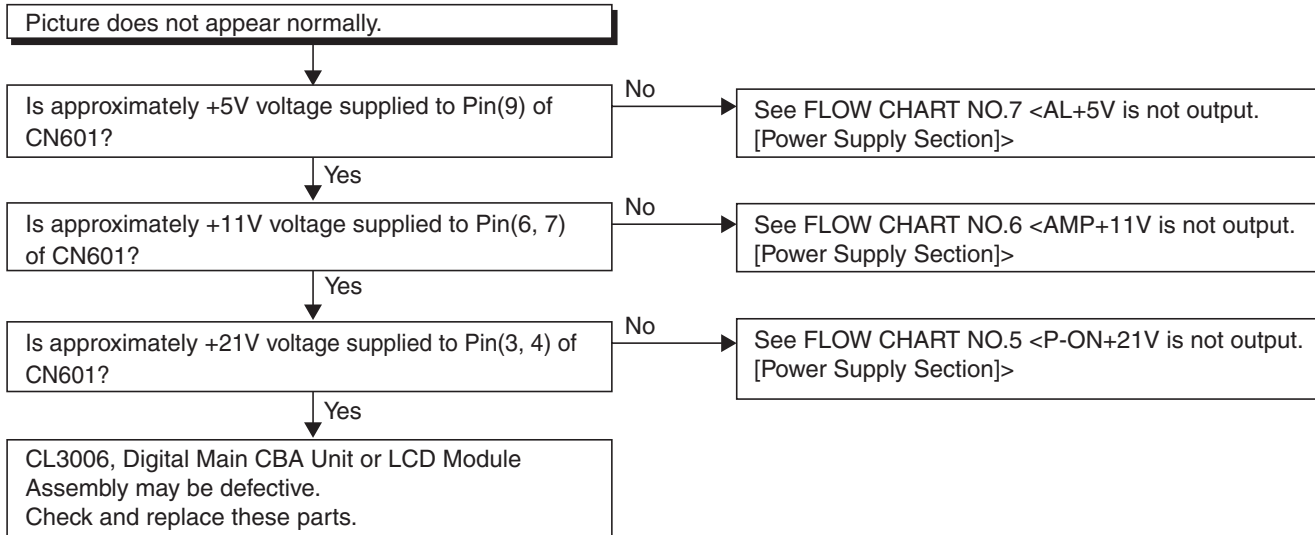 Picture does not appear normally.
Is approximately +5V voltage supplied to Pin(9) of
CN601?
No
See FLOW CHART NO.7 <AL+5V is not output.
[Power Supply Section]>
Yes
Is approximately +11V voltage supplied to Pin(6, 7)
of CN601?
No
See FLOW CHART NO.6 <AMP+11V is not output.
[Power Supply Section]>
Yes
Is approximately +21V voltage supplied to Pin(3, 4) of
CN601?
No
See FLOW CHART NO.5 <P-ON+21V is not output.
[Power Supply Section]>
Yes
CL3006, Digital Main CBA Unit or LCD Module
Assembly may be defective.
Check and replace these parts.